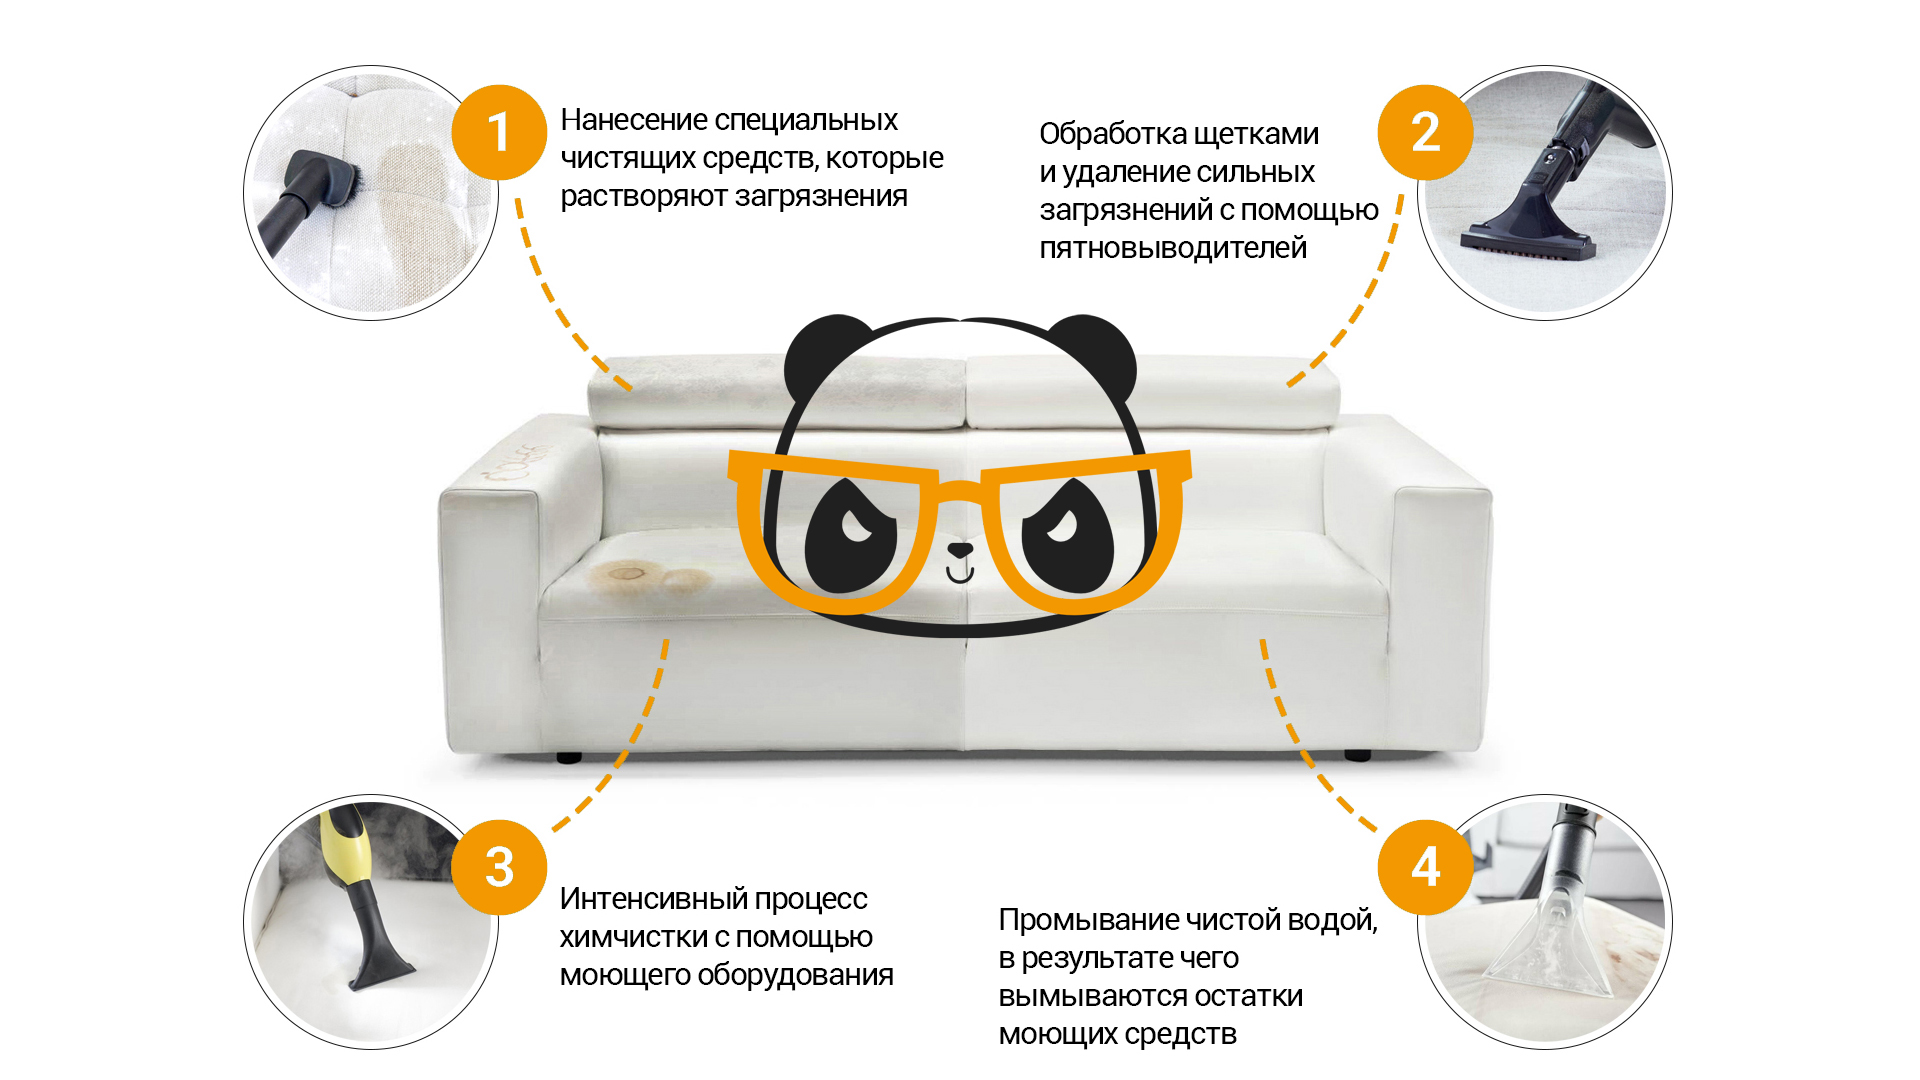 1
Нанесение специальных
чистящих средств, которые
растворяют загрязнения
2
Обработка щетками
и удаление сильных
загрязнений с помощью
пятновыводителей
3
Интенсивный процесс
химчистки с помощью
моющего оборудования
4
Промывание чистой водой,
в результате чего
вымываются остатки
моющих средств